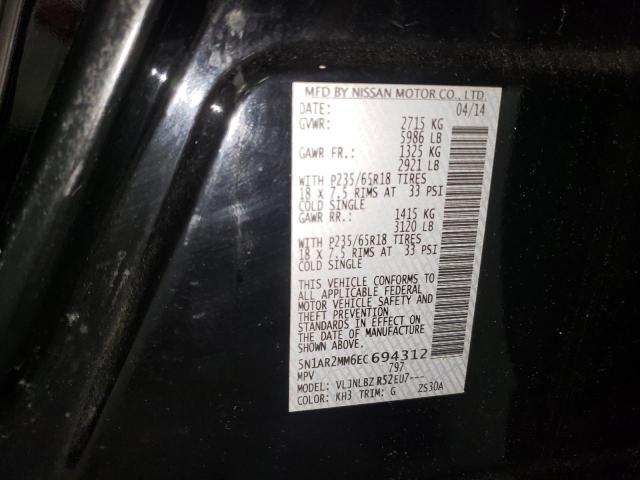 MFD BY NISSAN MOTOR CO., LTD.
DATE: 04/14
GVWR: 2715 KG
5986 LB
GAWR FR.: 1325 KG
2921 LB
WITH P235/65R18 TIRES
18 X 7.5 RIMS AT 33 PSI
COLD SINGLE
GAWR RR.: 1415 KG
3120 LB
WITH P235/65R18 TIRES
18 X 7.5 RIMS AT 33 PSI
COLD SINGLE
THIS VEHICLE CONFORMS TO
ALL APPLICABLE FEDERAL
MOTOR VEHICLE SAFETY AND
THEFT PREVENTION
STANDARDS IN EFFECT ON
THE DATE OF MANUFACTURE
SHOWN ABOVE.
5N1AR2MM6EC694312
MPV 797
MODEL: VLJNLBZ RS2EU7---
COLOR: KH3 TRIM: G ZS30A